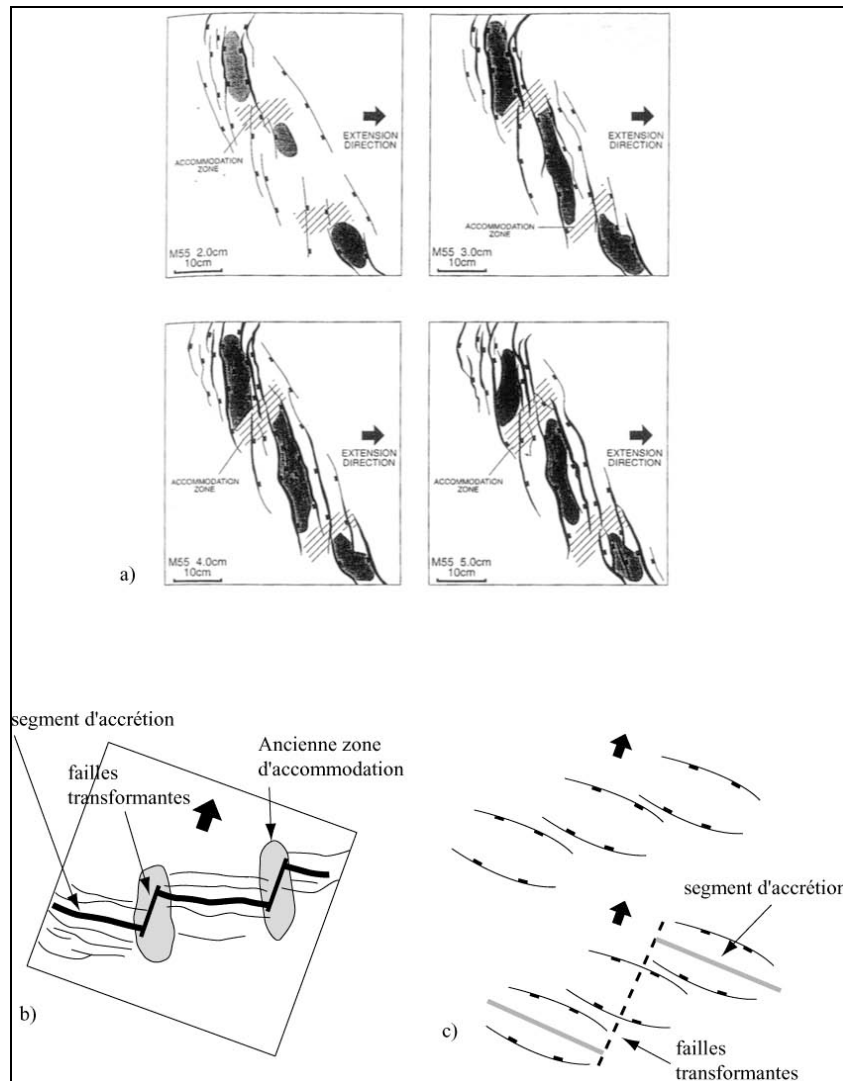 ACCOMMODATION
ZONE
EXTENSION
DIRECTION
M55 2.0cm
10cm
ACCOMMODATION
ZONE
EXTENSION
DIRECTION
M55 3.0cm
10cm
ACCOMMODATION
ZONE
EXTENSION
DIRECTION
M55 4.0cm
10cm
ACCOMMODATION
ZONE
EXTENSION
DIRECTION
M55 5.0cm
10cm
a)
segment d'accrétion
failles
transformantes
Ancienne zone
d'accommodation
b)
segment d'accrétion
failles
transformantes
c)